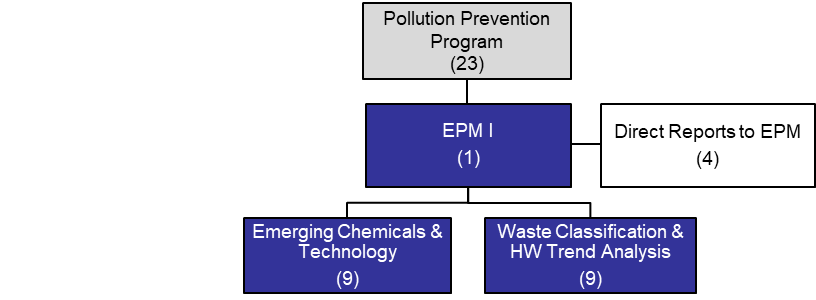 Pollution Prevention
Program
(23)
EPM I
(1)
Direct Reports to EPM
(4)
Emerging Chemicals &
Technology
(9)
Waste Classification &
HW Trend Analysis
(9)